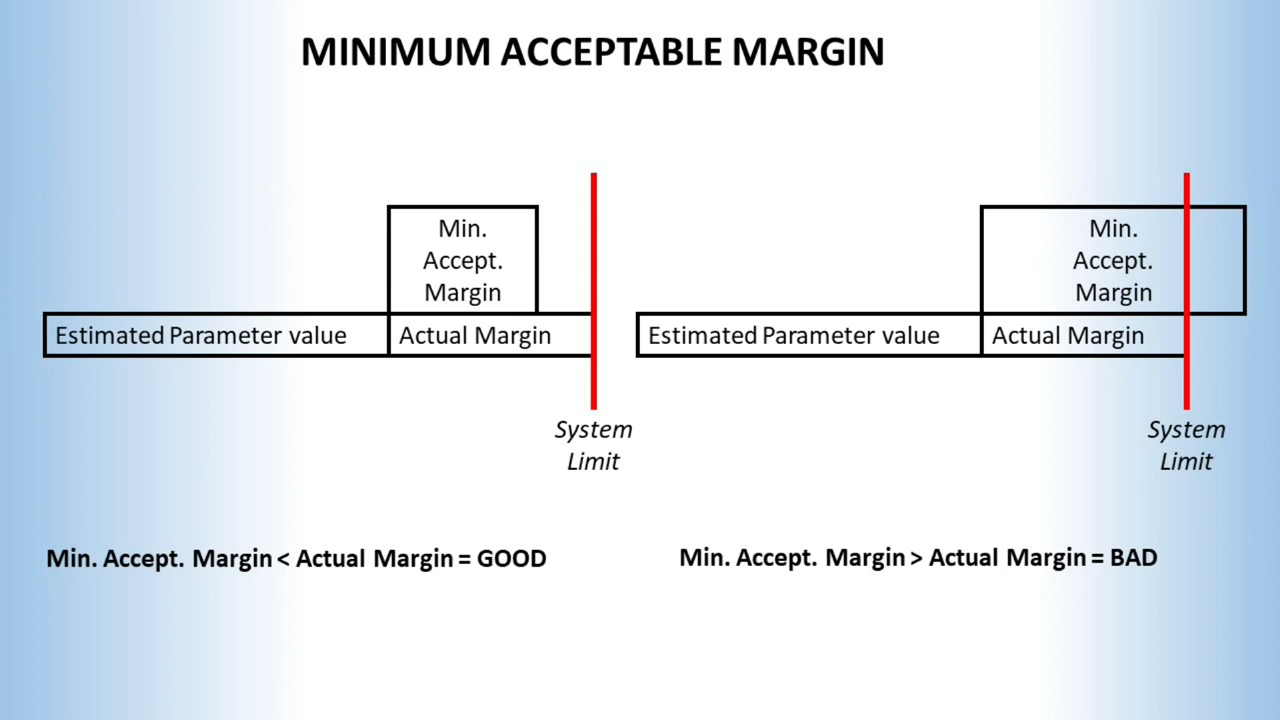 MINIMUM ACCEPTABLE MARGIN
Min.
Accept.
Margin
Estimated Parameter value
Actual Margin
System
Limit
Min. Accept. Margin < Actual Margin = GOOD
Min.
Accept.
Margin
Estimated Parameter value
Actual Margin
System
Limit
Min. Accept. Margin > Actual Margin = BAD